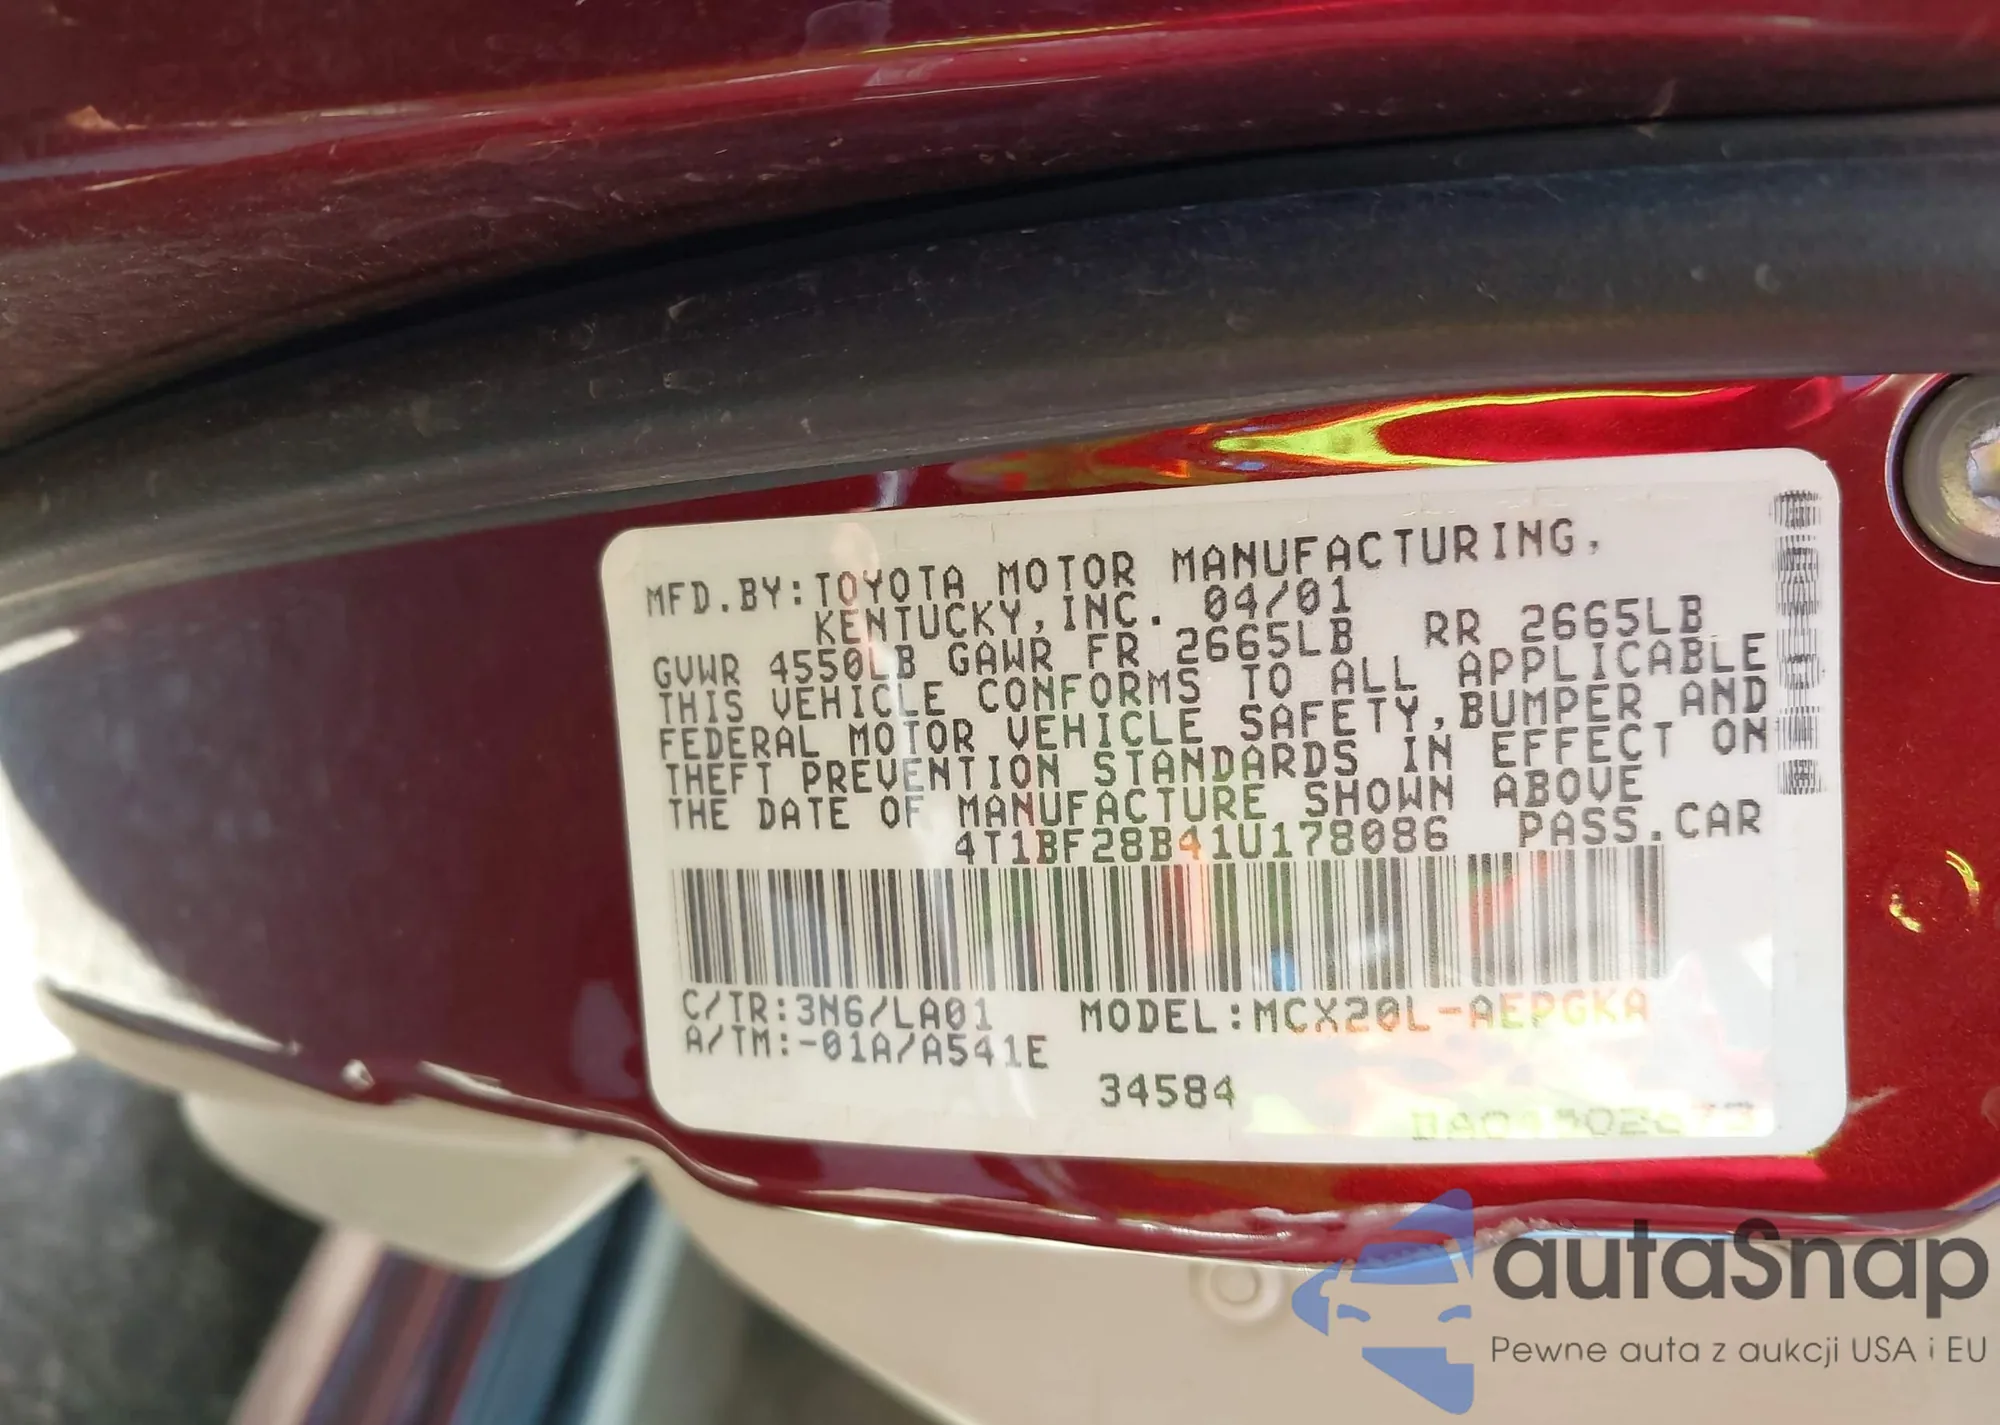 MFD.BY:TOYOTA MOTOR MANUFACTURING,
KENTUCKY,INC. 04/01
GVWR 4550LB GAWR FR 2665LB RR 2665LB
THIS VEHICLE CONFORMS TO ALL APPLICABLE
FEDERAL MOTOR VEHICLE SAFETY,BUMPER AND
THEFT PREVENTION STANDARDS IN EFFECT ON
THE DATE OF MANUFACTURE SHOWN ABOVE
4T1BF28B41U178086 PASS.CAR
C/TR:3N6/LA01 MODEL:MCX20L-AEPGKA
A/TM:-01A/A541E
34584
autaSnap
Pewne auta z aukcji USA i EU